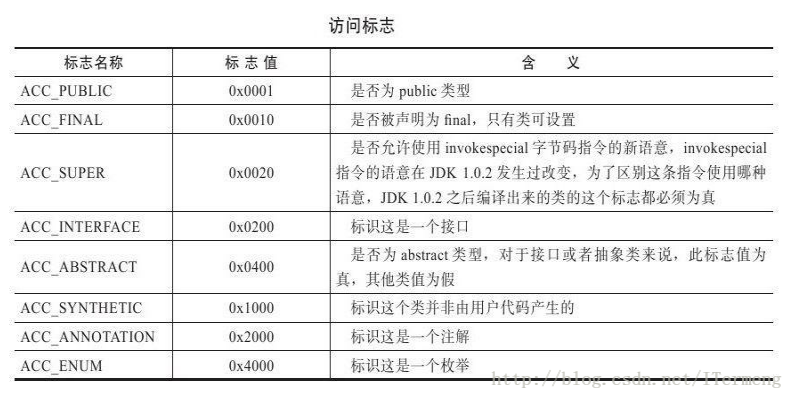 访问标志
标志名称 标 志 值 含 义
ACC_PUBLIC 0x0001 是否为 public 类型
ACC_FINAL 0x0010 是否被声明为 final，只有类可设置
是否允许使用 invokespecial 字节码指令的新语意，invokespecial
ACC_SUPER 0x0020 指令的语意在 JDK 1.0.2 发生过改变，为了区别这条指令使用哪种
语意，JDK 1.0.2 之后编译出来的类的这个标志都必须为真
ACC_INTERFACE 0x0200 标识这是一个接口
是否为 abstract 类型，对于接口或者抽象类来说，此标志值为
ACC_ABSTRACT 0x0400
真，其他类值为假
ACC_SYNTHETIC 0x1000 标识这个类并非由用户代码产生的
ACC_ANNOTATION 0x2000 标识这是一个注解
ACC_ENUM 0x4000 标识这是一个枚举
http://blog.csdn.net/ITermeng